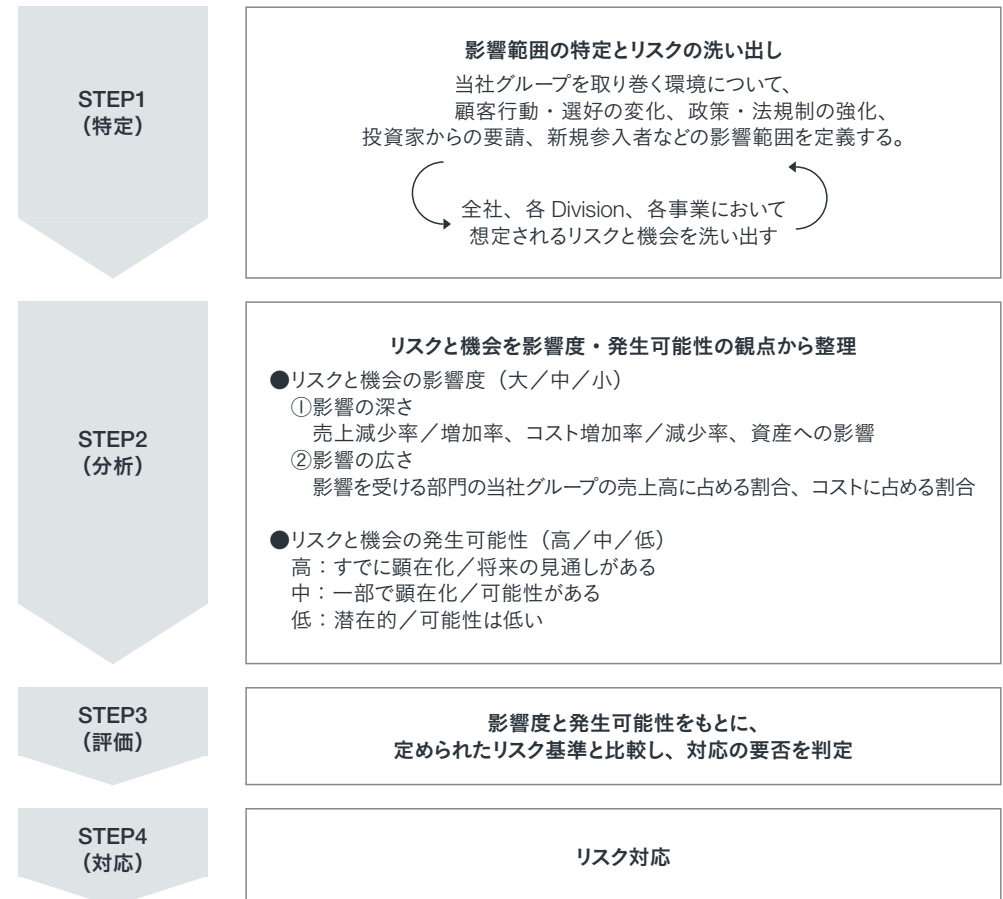 STEP1
（特定）
影響範囲の特定とリスクの洗い出し
当社グループを取り巻く環境について、
顧客行動・選好の変化、政策・法規制の強化、
投資家からの要請、新規参入者などの影響範囲を定義する。
全社、各 Division、各事業において
想定されるリスクと機会を洗い出す
STEP2
（分析）
リスクと機会を影響度・発生可能性の観点から整理
●リスクと機会の影響度（大／中／小）
①影響の深さ
売上減少率／増加率、コスト増加率／減少率、資産への影響
②影響の広さ
影響を受ける部門の当社グループの売上高に占める割合、コストに占める割合
●リスクと機会の発生可能性（高／中／低）
高：すでに顕在化／将来の見通しがある
中：一部で顕在化／可能性がある
低：潜在的／可能性は低い
STEP3
（評価）
影響度と発生可能性をもとに、
定められたリスク基準と比較し、対応の要否を判定
STEP4
（対応）
リスク対応